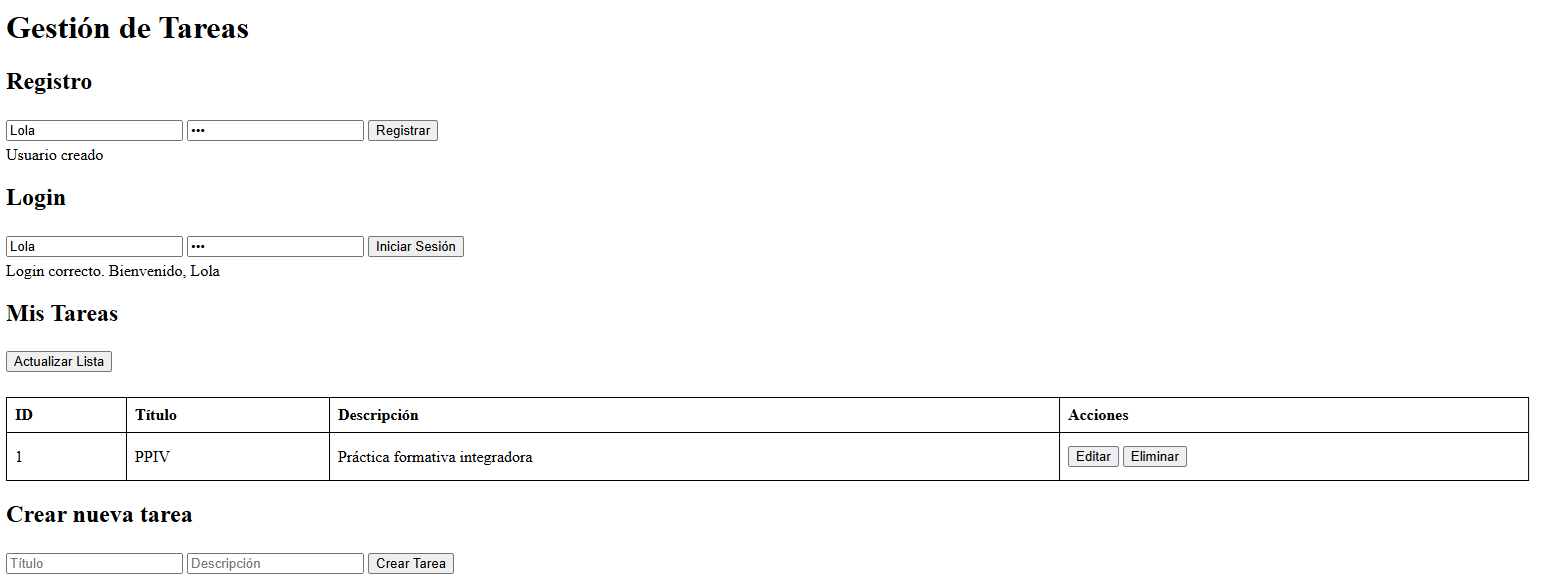 Gestión de Tareas
Registro
Lola ••• Registrar
Usuario creado
Login
Lola ••• Iniciar Sesión
Login correcto. Bienvenido, Lola
Mis Tareas
Actualizar Lista
ID Título Descripción Acciones
1 PPIV Práctica formativa integradora Editar Eliminar
Crear nueva tarea
Título Descripción Crear Tarea